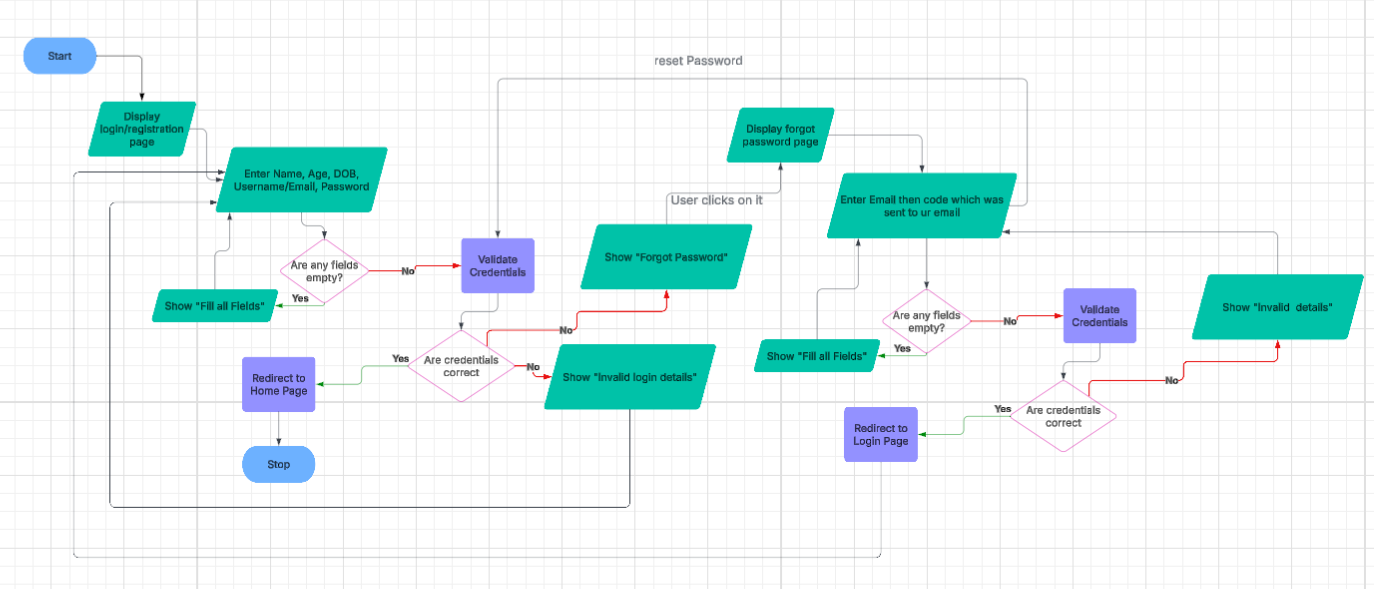 Start
reset Password
Display
login/registration
page
Display forgot
password page
Enter Name, Age, DOB,
Username/Email, Password
User clicks on it
Enter Email then code which was
sent to ur email
Are any fields
empty?
No
Validate
Credentials
Show "Forgot Password"
Yes
Show "Fill all Fields"
Are any fields
empty?
No
Validate
Credentials
Show "Invalid details"
Yes
Show "Fill all Fields"
No
Yes
Are credentials
correct
No
Show "Invalid login details"
Redirect to
Home Page
No
Yes
Are credentials
correct
Redirect to
Login Page
Stop